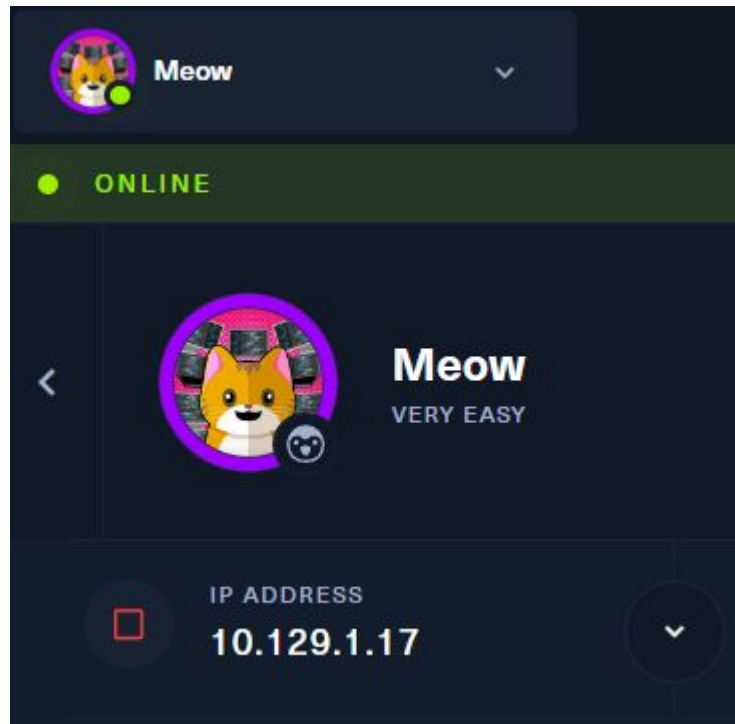 Meow
ONLINE
Meow
VERY EASY
IP ADDRESS
10.129.1.17